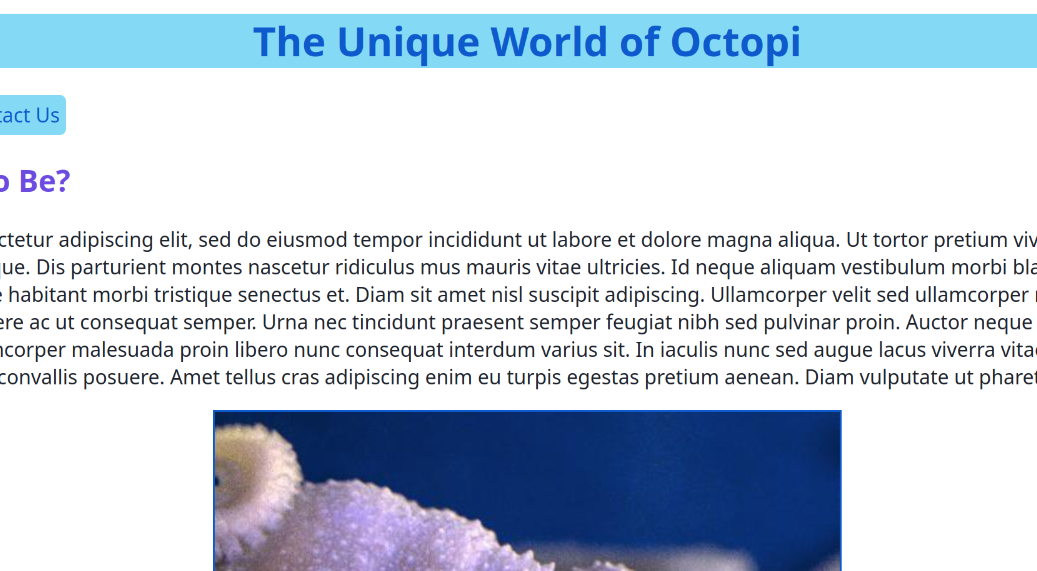 The Unique World of Octopi
tact Us
o Be?
ctetur adipiscing elit, sed do eiusmod tempor incididunt ut labore et dolore magna aliqua. Ut tortor pretium viv
ue. Dis parturient montes nascetur ridiculus mus mauris vitae ultricies. Id neque aliquam vestibulum morbi bla
habitant morbi tristique senectus et. Diam sit amet nisl suscipit adipiscing. Ullamcorper velit sed ullamcorper
ere ac ut consequat semper. Urna nec tincidunt praesent semper feugiat nibh sed pulvinar proin. Auctor neque
corper malesuada proin libero nunc consequat interdum varius sit. In iaculis nunc sed augue lacus viverra vitae
convallis posuere. Amet tellus cras adipiscing enim eu turpis egestas pretium aenean. Diam vulputate ut pharet